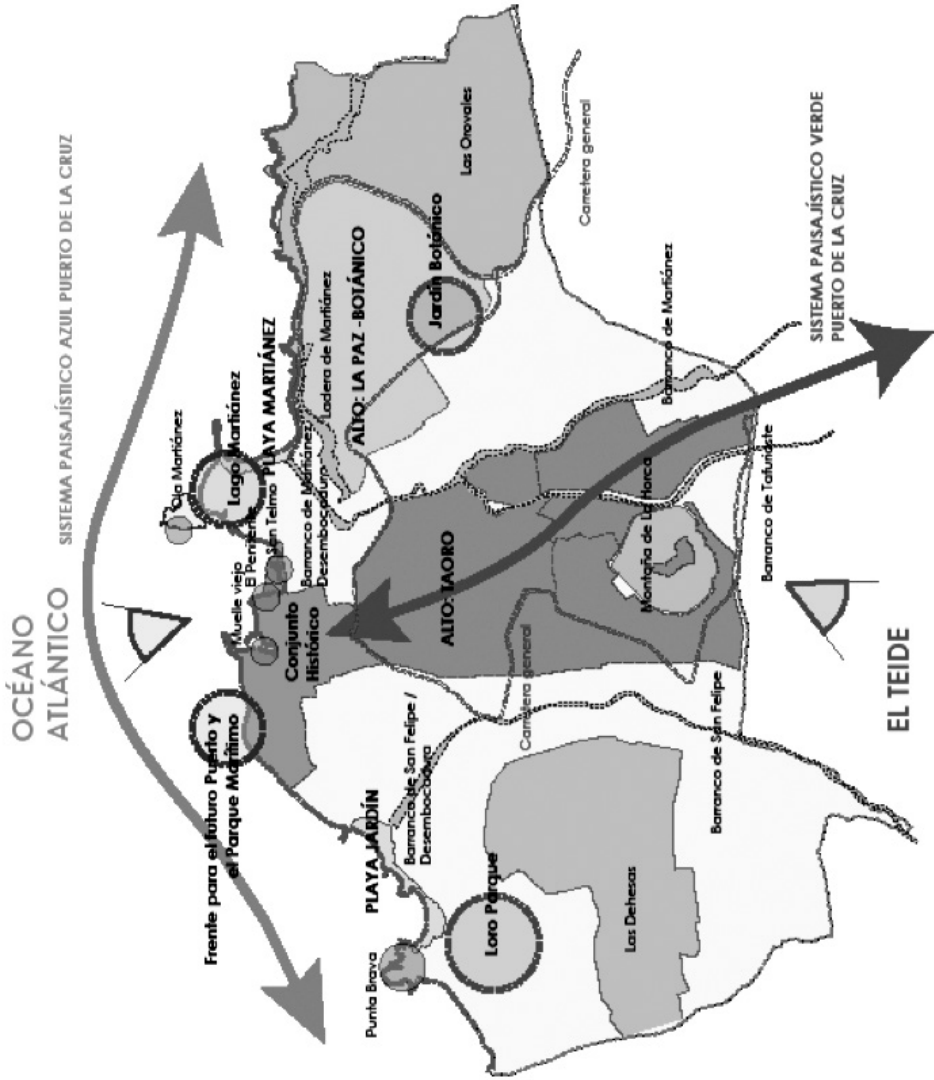 OCÉANO
ATLÁNTICO
SISTEMA PAISAJÍSTICO AZUL PUERTO DE LA CRUZ
Frente para el futuro Puerto y
el Parque Marítimo
Muelle viejo
El Penitente
San Telmo
Ola Martiánez
Lago Martiánez
PLAYA MARTIÁNEZ
Barranco de Martiánez
Desembocadura
Ladera de Martiánez
Conjunto
Histórico
Punta Brava
PLAYA JARDÍN
Barranco de San Felipe /
Desembocadura
ALTO: LA PAZ -BOTÁNICO
Jardín Botánico
Las Orovales
Loro Parque
ALTO: TAORO
Carretera general
Carretera general
Las Dehesas
Montaña de La Horca
Barranco de Martiánez
Barranco de San Felipe
Barranco de Tafuriaste
SISTEMA PAISAJÍSTICO VERDE
PUERTO DE LA CRUZ
EL TEIDE